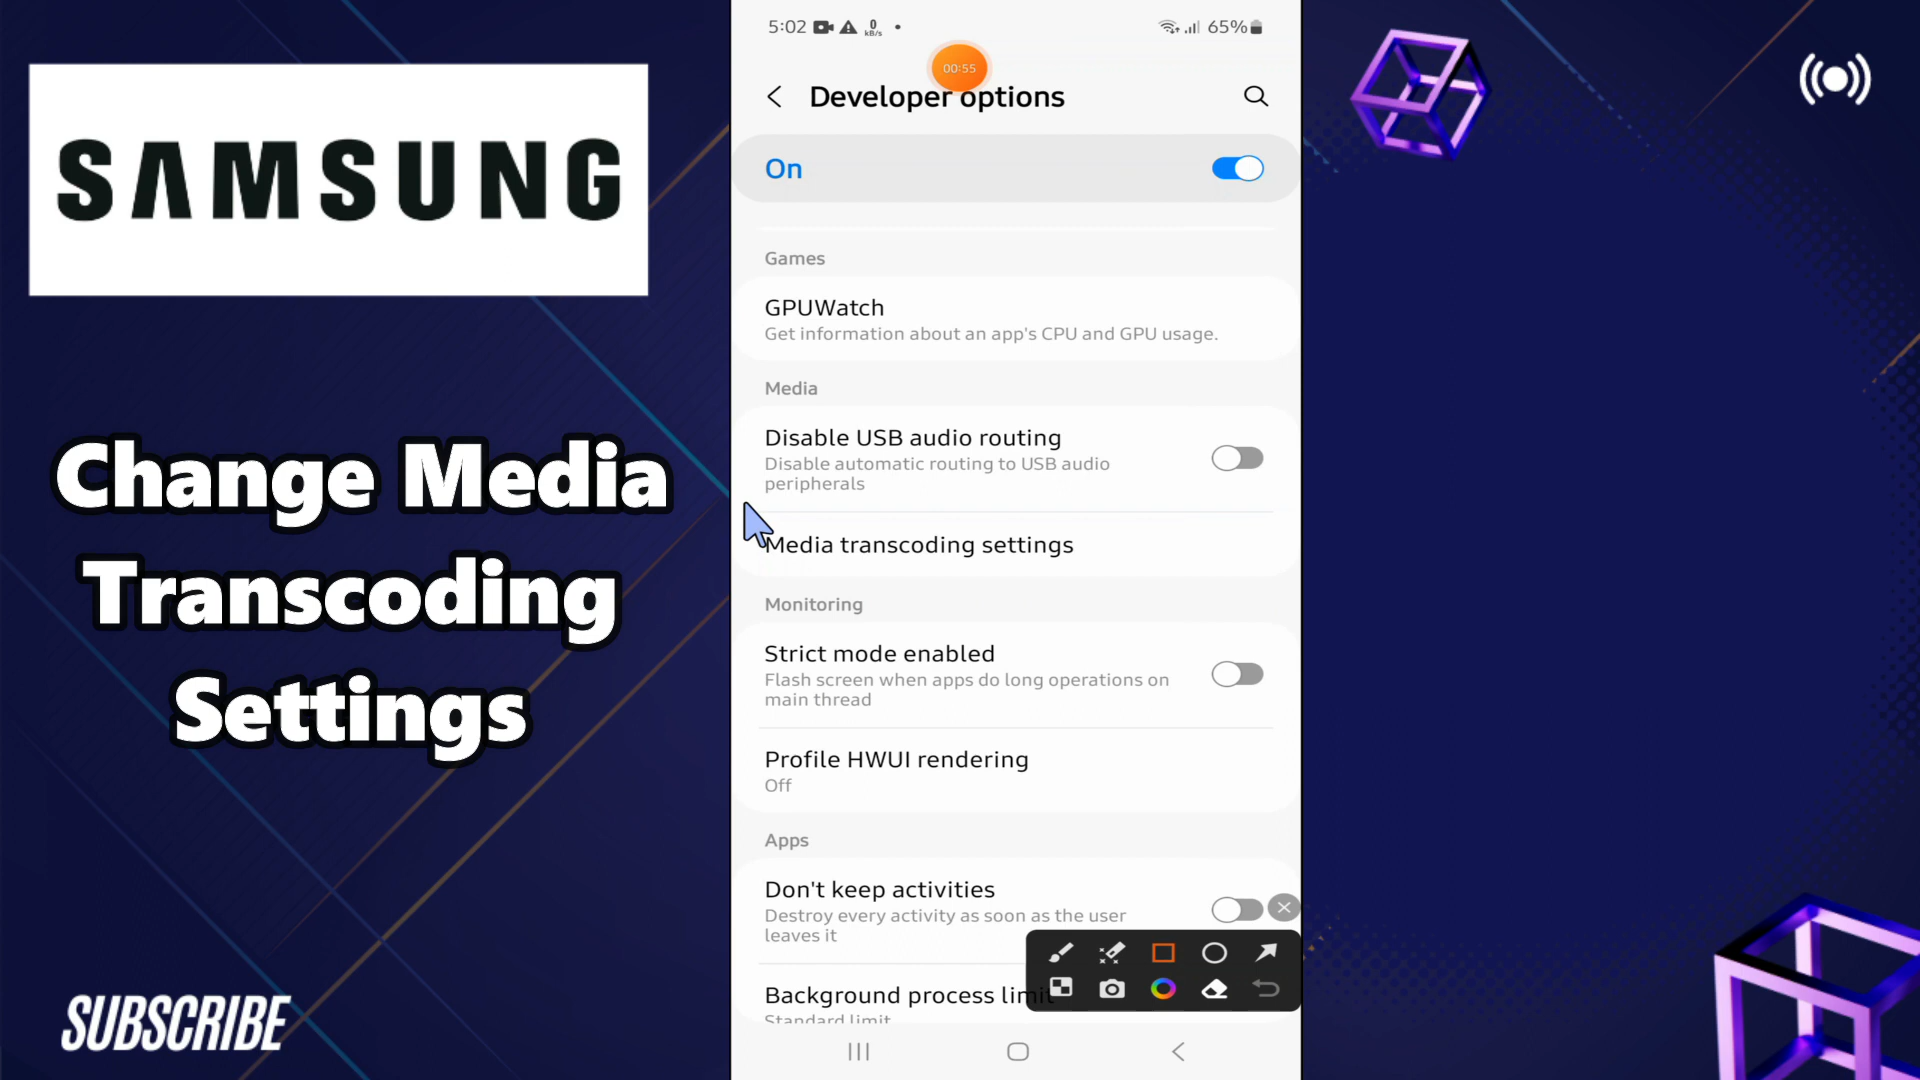 SAMSUNG
Change Media
Transcoding
Settings
SUBSCRIBE
5:02 0 kB/s 65%
00:55
Developer options
On
Games
GPUWatch
Get information about an app's CPU and GPU usage.
Media
Disable USB audio routing
Disable automatic routing to USB audio
peripherals
Media transcoding settings
Monitoring
Strict mode enabled
Flash screen when apps do long operations on
main thread
Profile HWUI rendering
Off
Apps
Don't keep activities
Destroy every activity as soon as the user
leaves it
Background process limit
Standard limit